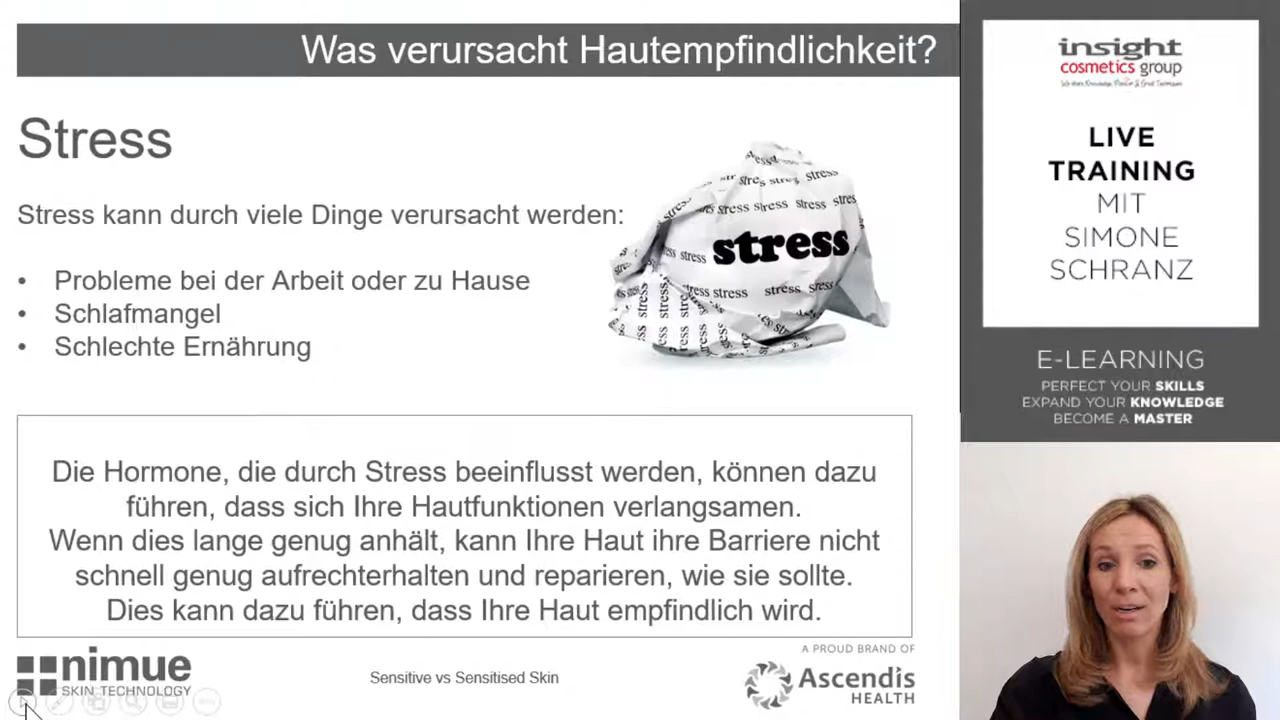 Was verursacht Hautempfindlichkeit?
Stress
Stress kann durch viele Dinge verursacht werden:
• Probleme bei der Arbeit oder zu Hause
• Schlafmangel
• Schlechte Ernährung
stress
Die Hormone, die durch Stress beeinflusst werden, können dazu
führen, dass sich Ihre Hautfunktionen verlangsamen.
Wenn dies lange genug anhält, kann Ihre Haut ihre Barriere nicht
schnell genug aufrechterhalten und reparieren, wie sie sollte.
Dies kann dazu führen, dass Ihre Haut empfindlich wird.
nimue
SKIN TECHNOLOGY
Sensitive vs Sensitised Skin
A PROUD BRAND OF
Ascendis
HEALTH
insight
cosmetics group
LIVE
TRAINING
MIT
SIMONE
SCHRANZ
E-LEARNING
PERFECT YOUR SKILLS
EXPAND YOUR KNOWLEDGE
BECOME A MASTER